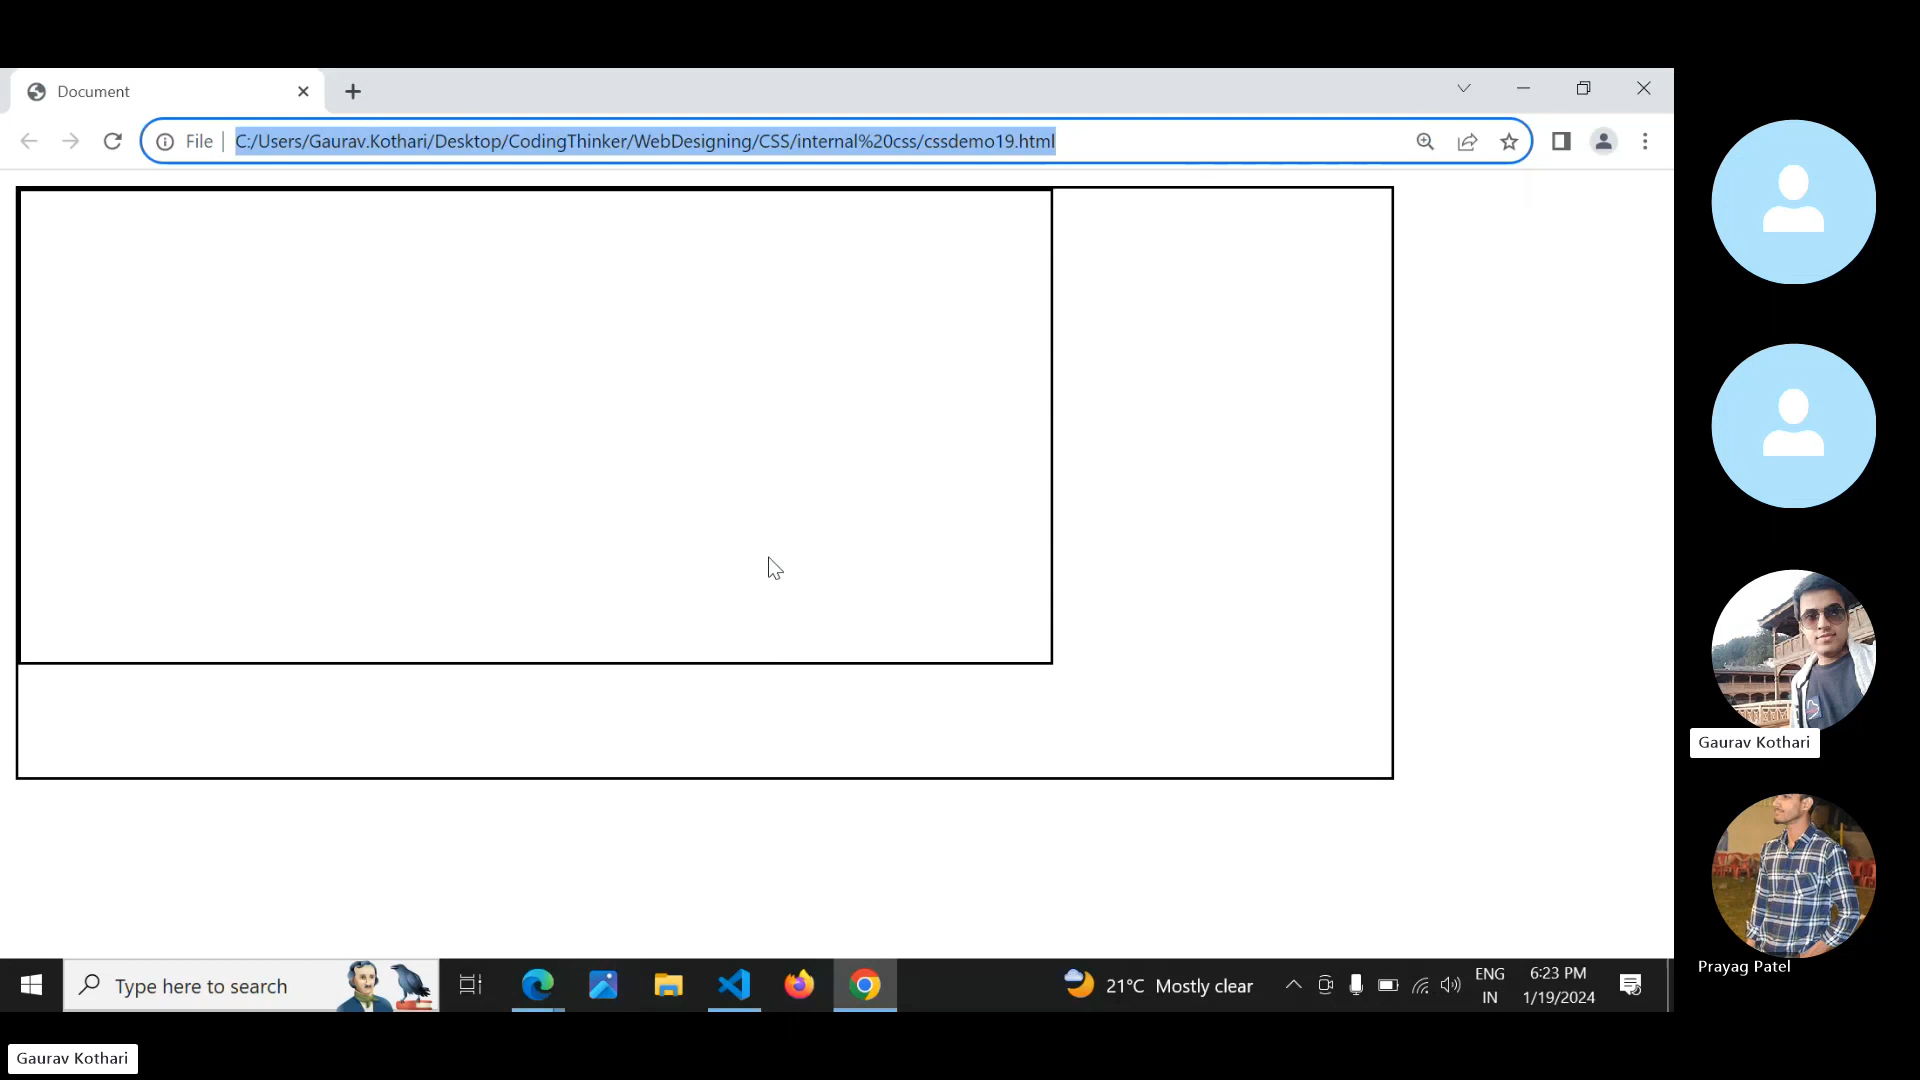 Document
File
C:/Users/Gaurav.Kothari/Desktop/CodingThinker/WebDesigning/CSS/internal%20css/cssdemo19.html
Gaurav Kothari
Prayag Patel
Type here to search
21°C Mostly clear
ENG
IN
6:23 PM
1/19/2024
Gaurav Kothari